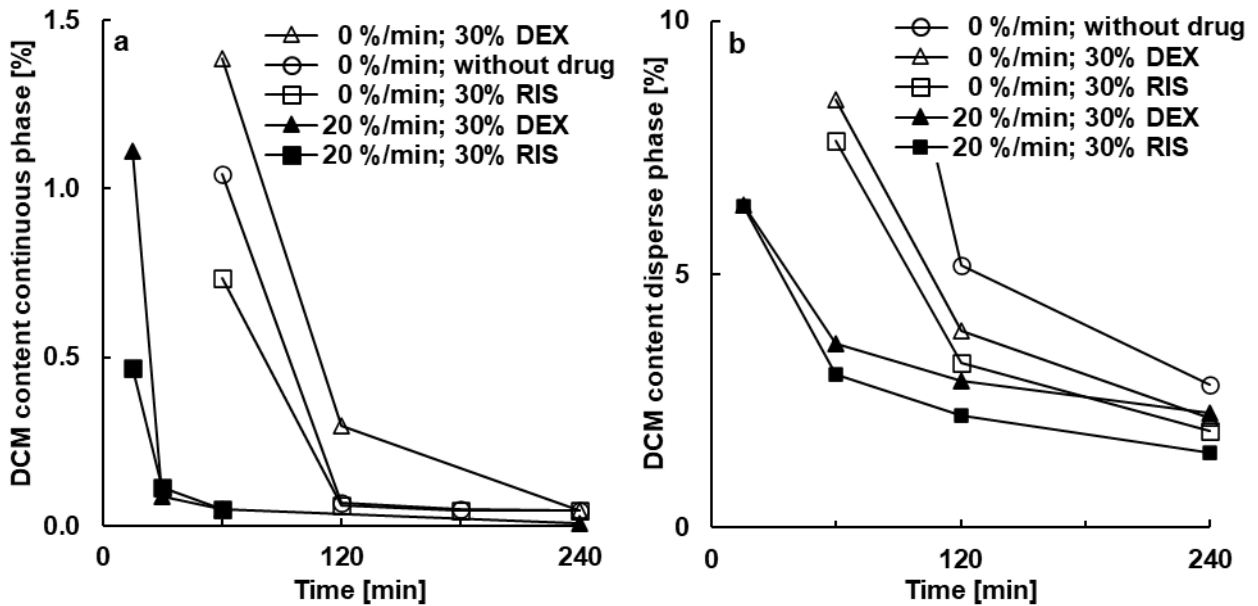 a
DCM content continuous phase [%]
1.5
1.0
0.5
0.0
0 %/min; 30% DEX
0 %/min; without drug
0 %/min; 30% RIS
20 %/min; 30% DEX
20 %/min; 30% RIS
0
120
240
Time [min]
b
DCM content disperse phase [%]
10
5
0
0 %/min; without drug
0 %/min; 30% DEX
0 %/min; 30% RIS
20 %/min; 30% DEX
20 %/min; 30% RIS
0
120
240
Time [min]